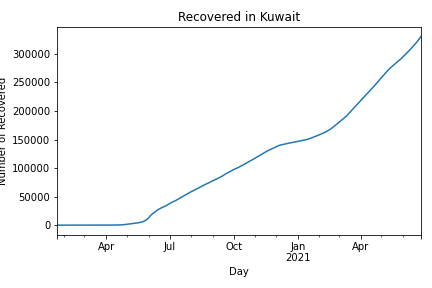 Recovered in Kuwait
Number of Recovered
300000
250000
200000
150000
100000
50000
0
Apr
Jul
Oct
Jan
2021
Apr
Day